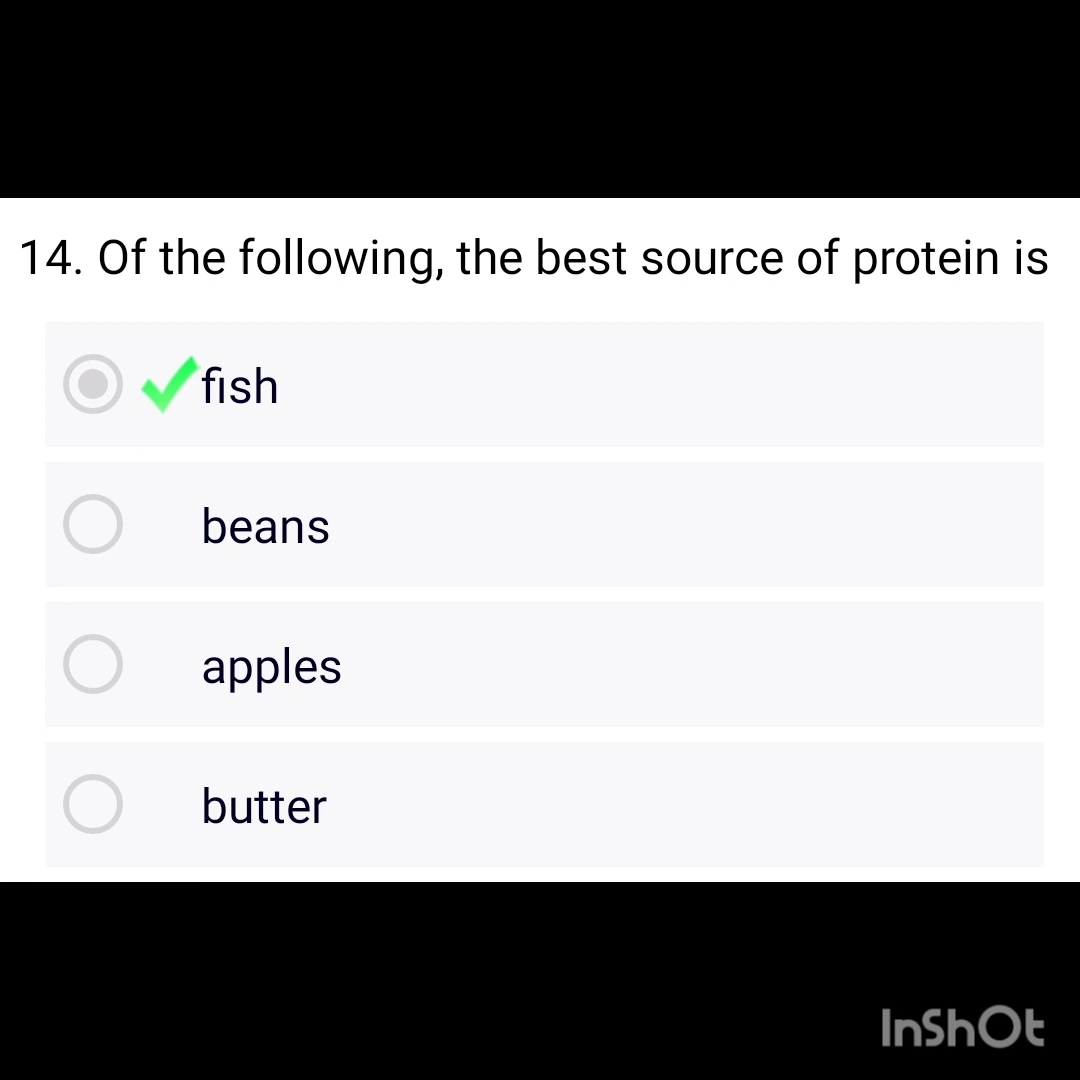 14. Of the following, the best source of protein is
fish
beans
apples
butter
InShOt